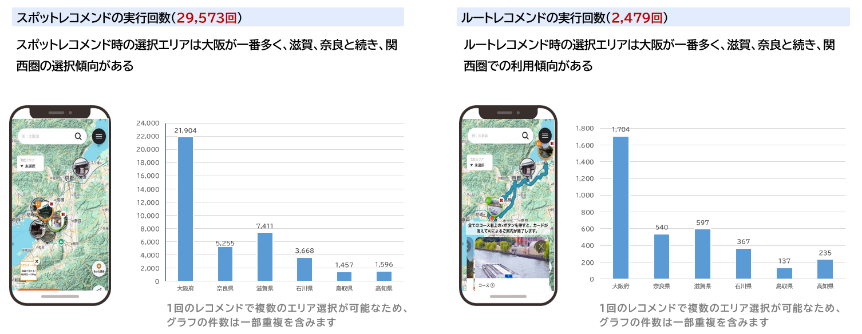 スポットレコメンドの実行回数(29,573回)
スポットレコメンド時の選択エリアは大阪が一番多く、滋賀、奈良と続き、関
西圏の選択傾向がある
24,000
22,000
20,000
18,000
16,000
14,000
12,000
10,000
8,000
6,000
4,000
2,000
0
21,904
5,255
7,411
3,668
1,457
1,596
大阪府
奈良県
滋賀県
石川県
鳥取県
高知県
1回のレコメンドで複数のエリア選択が可能なため、
グラフの件数は一部重複を含みます
ルートレコメンドの実行回数(2,479回)
ルートレコメンド時の選択エリアは大阪が一番多く、滋賀、奈良と続き、関
西圏での利用傾向がある
コース①
1,800
1,600
1,400
1,200
1,000
800
600
400
200
0
1,704
540
597
367
137
235
大阪府
奈良県
滋賀県
石川県
鳥取県
高知県
1回のレコメンドで複数のエリア選択が可能なため、
グラフの件数は一部重複を含みます